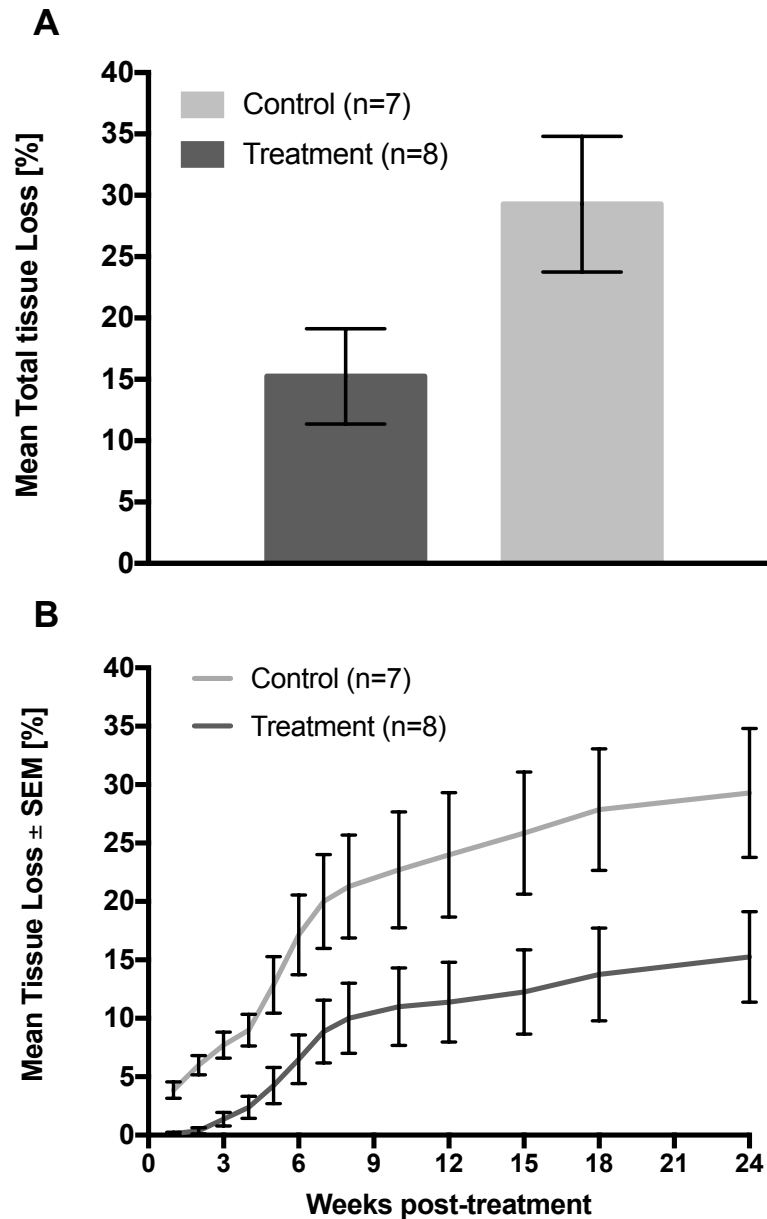 A
Mean Total tissue Loss [%]
40
35
30
25
20
15
10
5
0
Control (n=7)
Treatment (n=8)
B
Mean Tissue Loss ± SEM [%]
40
35
30
25
20
15
10
5
0
Control (n=7)
Treatment (n=8)
0 3 6 9 12 15 18 21 24
Weeks post-treatment